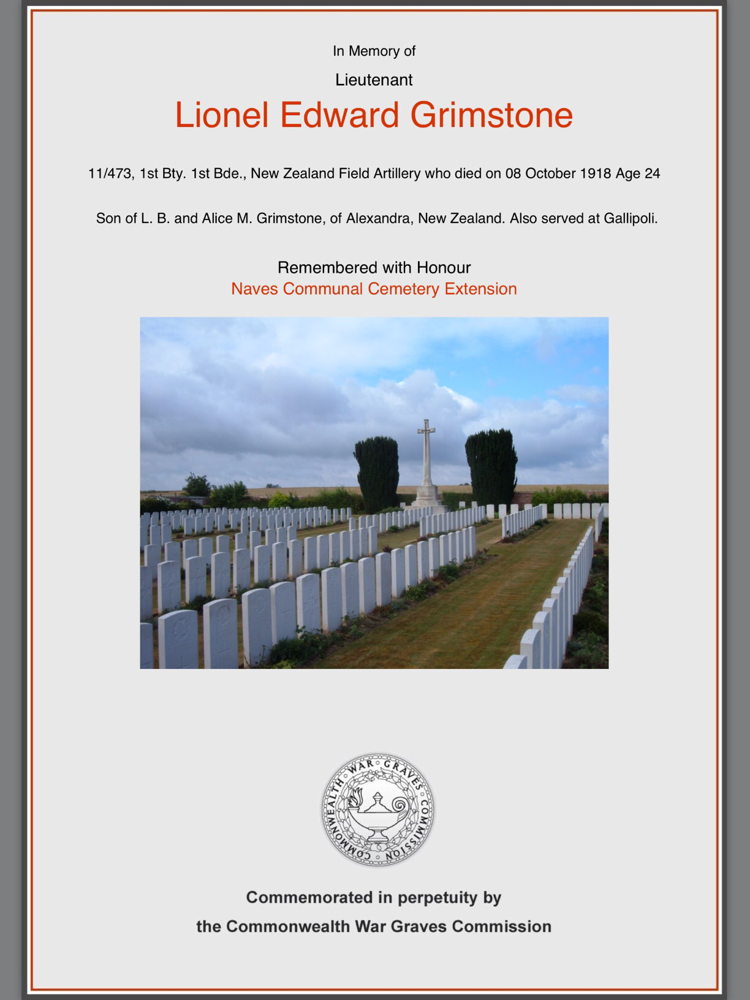 In Memory of
Lieutenant
Lionel Edward Grimstone
11/473, 1st Bty. 1st Bde., New Zealand Field Artillery who died on 08 October 1918 Age 24
Son of L. B. and Alice M. Grimstone, of Alexandra, New Zealand. Also served at Gallipoli.
Remembered with Honour
Naves Communal Cemetery Extension
COMMONWEALTH · WAR · GRAVES · COMMISSION ·
Commemorated in perpetuity by
the Commonwealth War Graves Commission